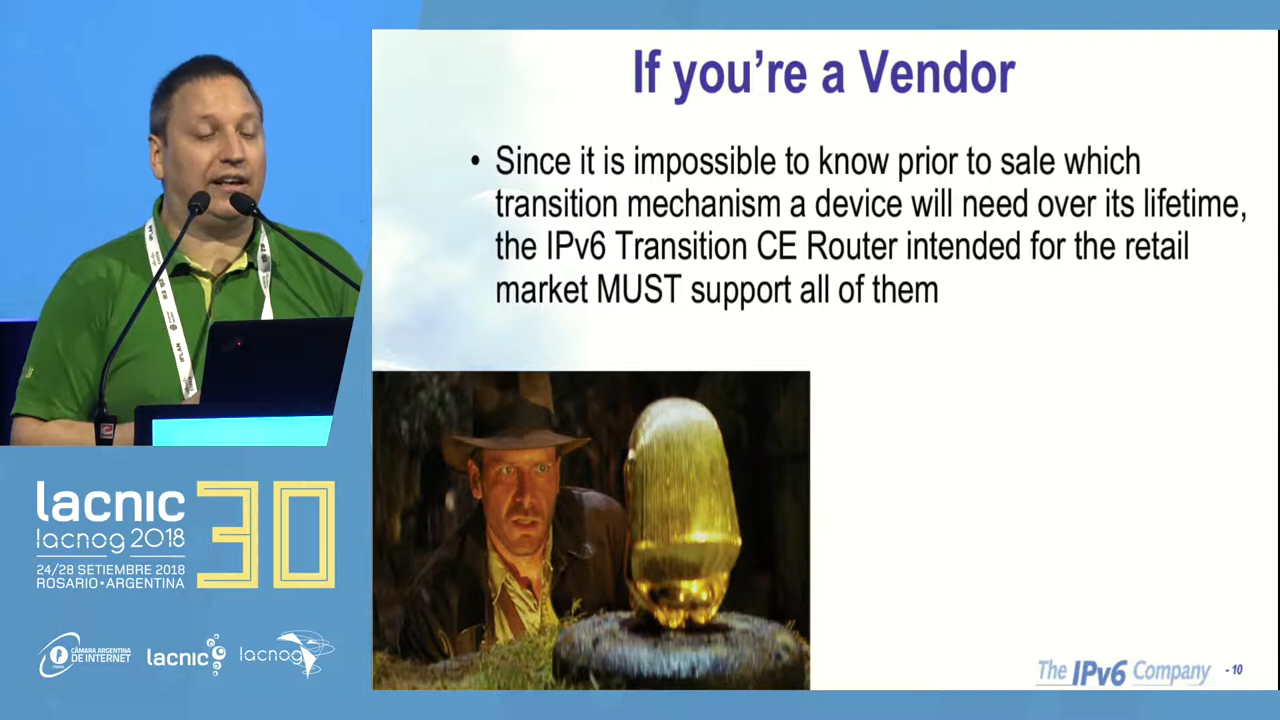 If you're a Vendor
• Since it is impossible to know prior to sale which
transition mechanism a device will need over its lifetime,
the IPv6 Transition CE Router intended for the retail
market MUST support all of them
The IPv6 Company - 10
lacnic 30
lacnog 2018
24/28 SETIEMBRE 2018
ROSARIO•ARGENTINA
CÁMARA ARGENTINA
DE INTERNET
lacnic
lacnog
IPLAN